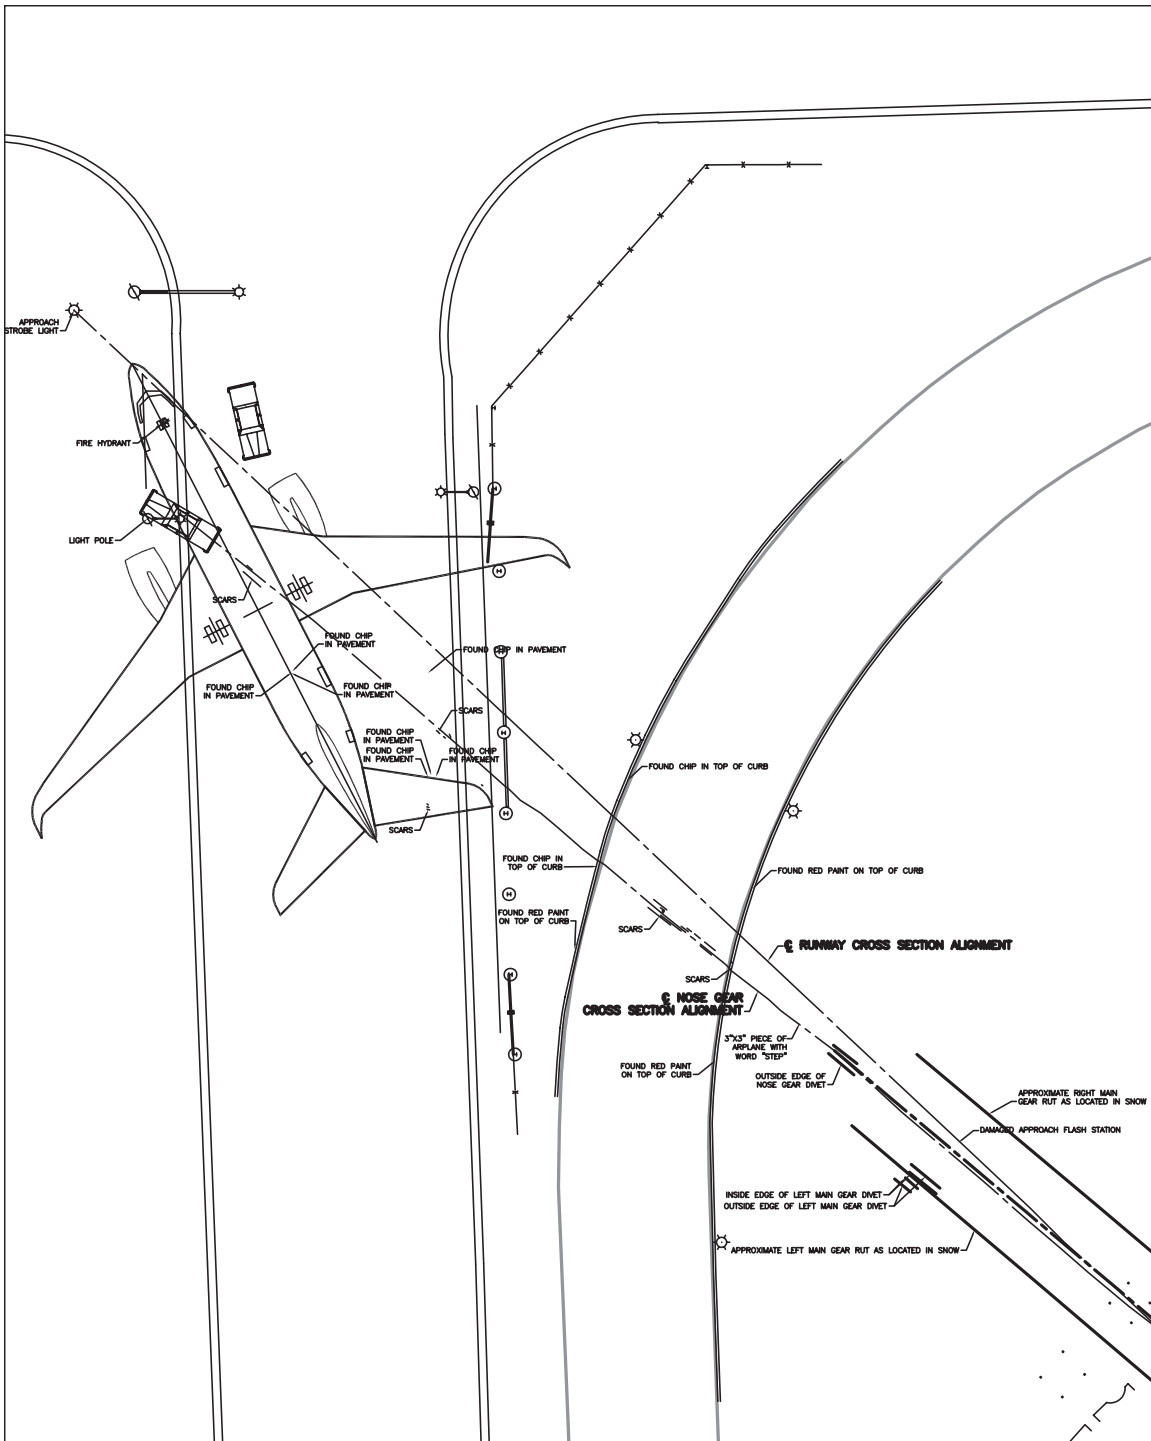 APPROACH
STROBE LIGHT
FIRE HYDRANT
LIGHT POLE
SCARS
FOUND CHIP
IN PAVEMENT
FOUND CHIP IN PAVEMENT
FOUND CHIP
IN PAVEMENT
FOUND CHIP
IN PAVEMENT
SCARS
FOUND CHIP
IN PAVEMENT
FOUND CHIP
IN PAVEMENT
FOUND CHIP
IN PAVEMENT
SCARS
FOUND CHIP IN TOP OF CURB
FOUND CHIP IN
TOP OF CURB
FOUND RED PAINT ON TOP OF CURB
FOUND RED PAINT
ON TOP OF CURB
SCARS
℄ RUNWAY CROSS SECTION ALIGNMENT
SCARS
℄ NOSE GEAR
CROSS SECTION ALIGNMENT
3"X3" PIECE OF
ARPLANE WITH
WORD "STEP"
FOUND RED PAINT
ON TOP OF CURB
OUTSIDE EDGE OF
NOSE GEAR DIVET
APPROXIMATE RIGHT MAIN
GEAR RUT AS LOCATED IN SNOW
DAMAGED APPROACH FLASH STATION
INSIDE EDGE OF LEFT MAIN GEAR DIVET
OUTSIDE EDGE OF LEFT MAIN GEAR DIVET
APPROXIMATE LEFT MAIN GEAR RUT AS LOCATED IN SNOW